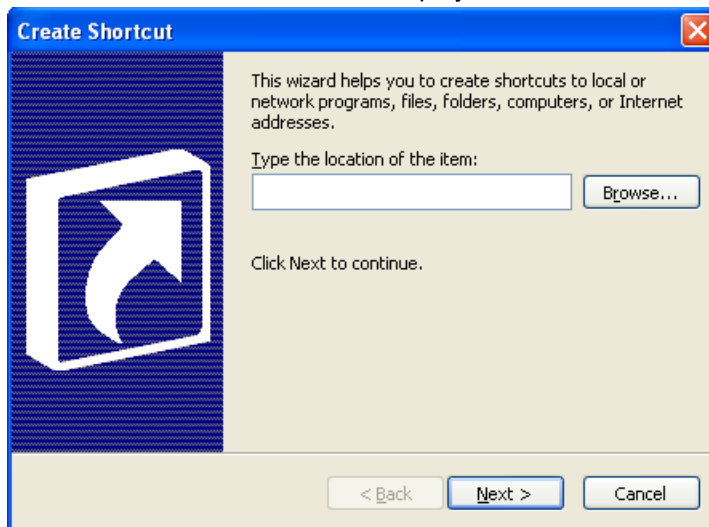 Create Shortcut
This wizard helps you to create shortcuts to local or
network programs, files, folders, computers, or Internet
addresses.
Type the location of the item:
Browse...
Click Next to continue.
< Back Next > Cancel